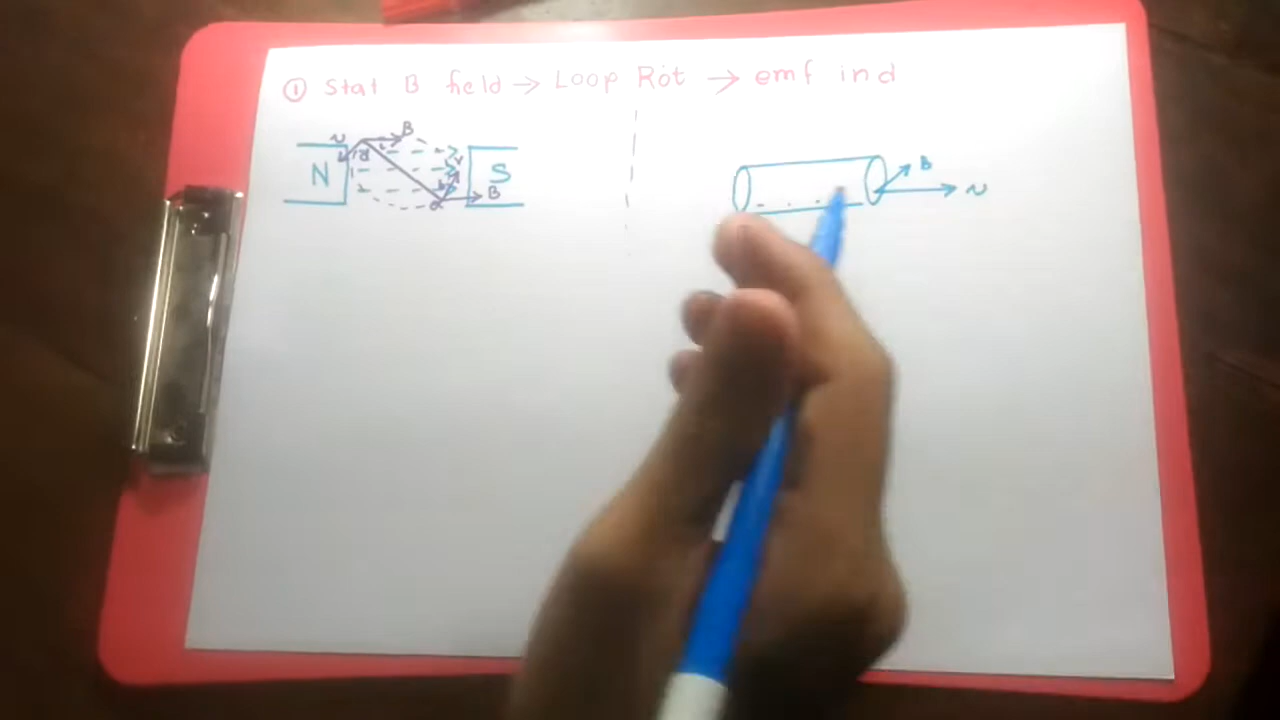 ① Stat B field → Loop Rot → emf ind
B
v
N
S
v
B
B
v